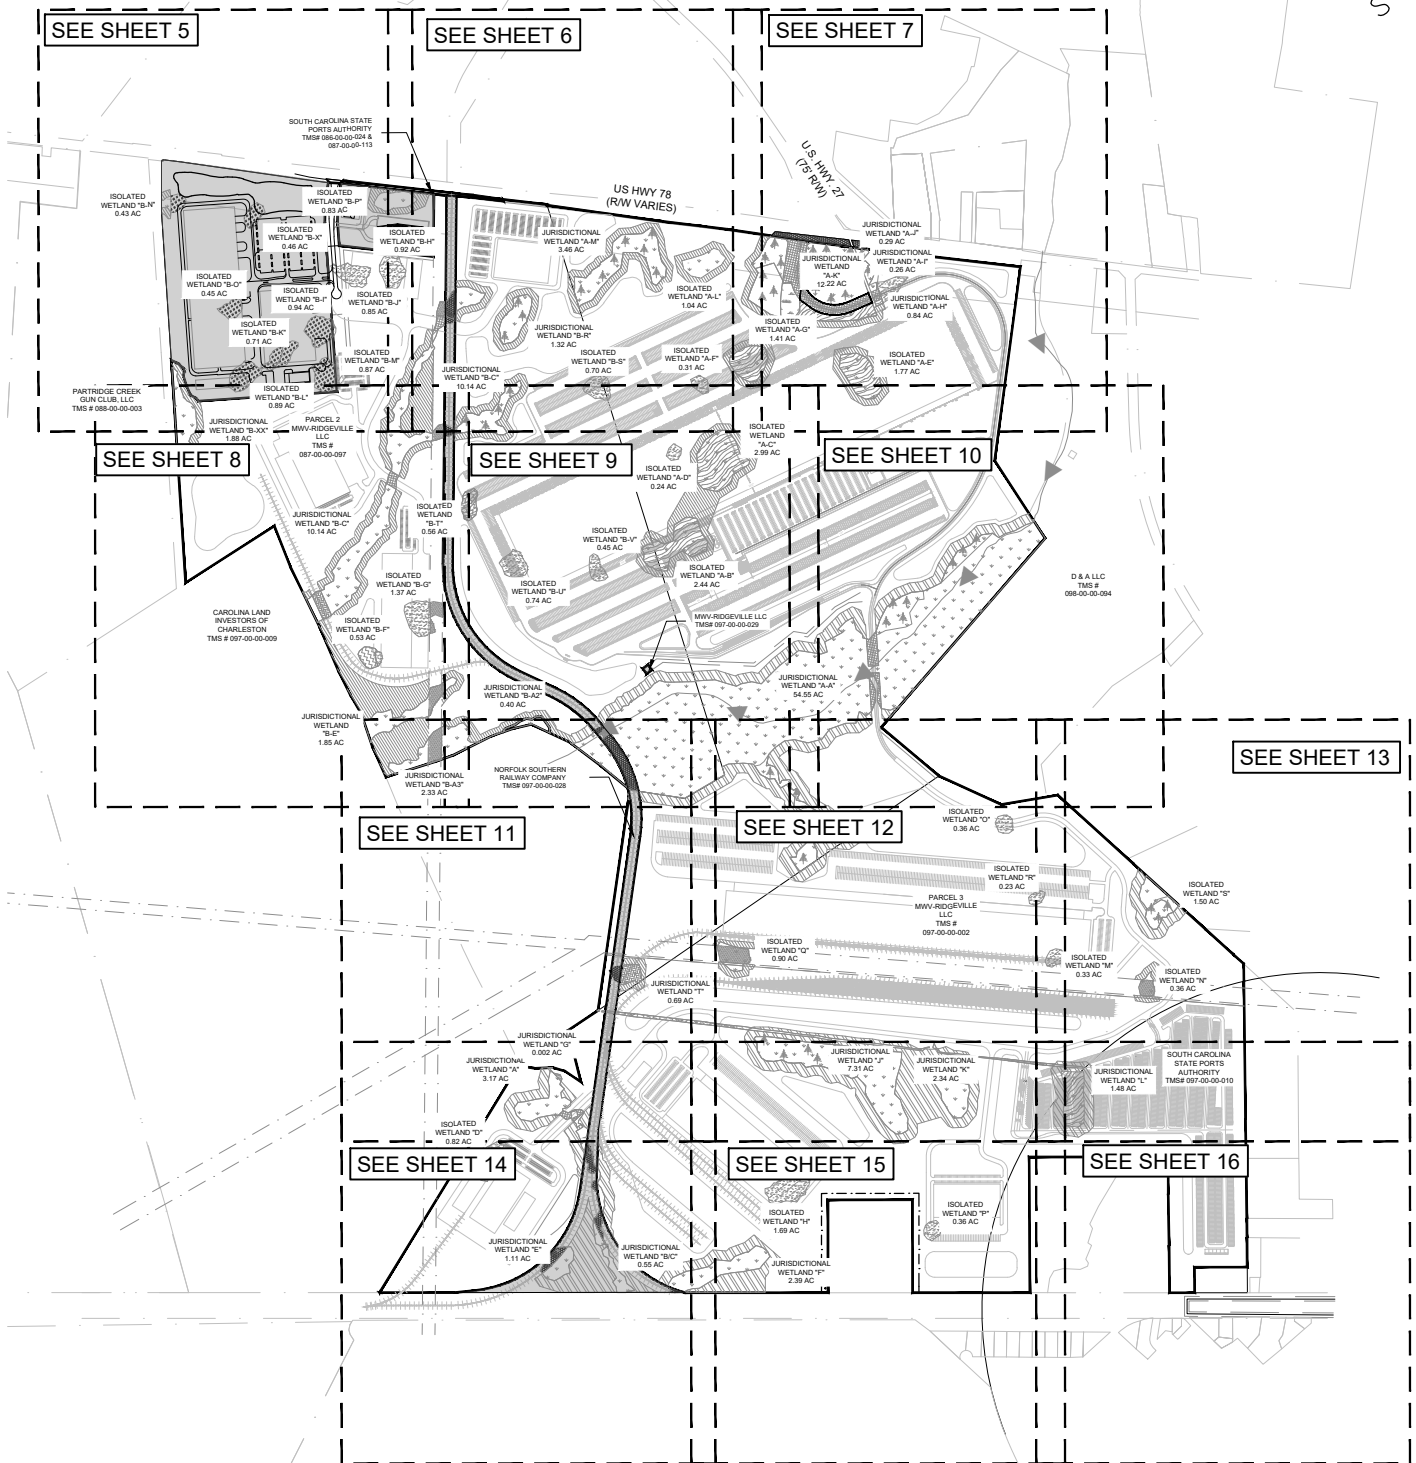 SEE SHEET 5
SEE SHEET 6
SEE SHEET 7
SOUTH CAROLINA STATE
PORTS AUTHORITY
TMS# 086-00-00-024 &
087-00-00-113
U.S. HWY. 27
(75' R/W)
US HWY 78
(R/W VARIES)
ISOLATED
WETLAND "B-N"
0.43 AC
ISOLATED
WETLAND "B-P"
0.83 AC
ISOLATED
WETLAND "B-X"
0.46 AC
ISOLATED
WETLAND "B-H"
0.92 AC
JURISDICTIONAL
WETLAND "A-M"
3.46 AC
JURISDICTIONAL
WETLAND "A-J"
0.29 AC
JURISDICTIONAL
WETLAND "A-I"
0.26 AC
JURISDICTIONAL
WETLAND
"A-K"
12.22 AC
ISOLATED
WETLAND "B-O"
0.45 AC
ISOLATED
WETLAND "B-I"
0.94 AC
ISOLATED
WETLAND "B-J"
0.85 AC
ISOLATED
WETLAND "A-L"
1.04 AC
JURISDICTIONAL
WETLAND "A-H"
0.84 AC
ISOLATED
WETLAND "B-K"
0.71 AC
JURISDICTIONAL
WETLAND "B-R"
1.32 AC
ISOLATED
WETLAND "A-G"
1.41 AC
ISOLATED
WETLAND "B-M"
0.87 AC
ISOLATED
WETLAND "B-S"
0.70 AC
ISOLATED
WETLAND "A-F"
0.31 AC
ISOLATED
WETLAND "A-E"
1.77 AC
JURISDICTIONAL
WETLAND "B-C"
10.14 AC
PARTRIDGE CREEK
GUN CLUB, LLC
TMS # 088-00-00-003
ISOLATED
WETLAND "B-L"
0.89 AC
JURISDICTIONAL
WETLAND "B-XX"
1.88 AC
PARCEL 2
MWV-RIDGEVILLE
LLC
TMS #
087-00-00-097
ISOLATED
WETLAND
"A-C"
2.99 AC
SEE SHEET 8
SEE SHEET 9
SEE SHEET 10
ISOLATED
WETLAND "A-D"
0.24 AC
JURISDICTIONAL
WETLAND "B-C"
10.14 AC
ISOLATED
WETLAND
"B-T"
0.56 AC
ISOLATED
WETLAND "B-V"
0.45 AC
ISOLATED
WETLAND "A-B"
2.44 AC
ISOLATED
WETLAND "B-G"
1.37 AC
ISOLATED
WETLAND "B-U"
0.74 AC
D & A LLC
TMS #
098-00-00-094
CAROLINA LAND
INVESTORS OF
CHARLESTON
TMS # 097-00-00-009
ISOLATED
WETLAND "B-F"
0.53 AC
MWV-RIDGEVILLE LLC
TMS# 097-00-00-029
JURISDICTIONAL
WETLAND "A-A"
54.55 AC
JURISDICTIONAL
WETLAND "B-A2"
0.40 AC
JURISDICTIONAL
WETLAND
"B-E"
1.85 AC
JURISDICTIONAL
WETLAND "B-A3"
2.33 AC
NORFOLK SOUTHERN
RAILWAY COMPANY
TMS# 097-00-00-028
SEE SHEET 13
SEE SHEET 11
SEE SHEET 12
ISOLATED
WETLAND "O"
0.36 AC
ISOLATED
WETLAND "R"
0.23 AC
ISOLATED
WETLAND "S"
1.50 AC
PARCEL 3
MWV-RIDGEVILLE
LLC
TMS #
097-00-00-002
ISOLATED
WETLAND "Q"
0.90 AC
ISOLATED
WETLAND "M"
0.33 AC
ISOLATED
WETLAND "N"
0.36 AC
JURISDICTIONAL
WETLAND "T"
0.69 AC
JURISDICTIONAL
WETLAND "G"
0.002 AC
JURISDICTIONAL
WETLAND "A"
3.17 AC
JURISDICTIONAL
WETLAND "J"
7.31 AC
JURISDICTIONAL
WETLAND "K"
2.34 AC
JURISDICTIONAL
WETLAND "L"
1.48 AC
SOUTH CAROLINA
STATE PORTS
AUTHORITY
TMS# 097-00-00-010
ISOLATED
WETLAND "D"
0.82 AC
SEE SHEET 14
SEE SHEET 15
SEE SHEET 16
ISOLATED
WETLAND "H"
1.69 AC
ISOLATED
WETLAND "P"
0.36 AC
JURISDICTIONAL
WETLAND "E"
1.11 AC
JURISDICTIONAL
WETLAND "B/C"
0.55 AC
JURISDICTIONAL
WETLAND "F"
2.39 AC